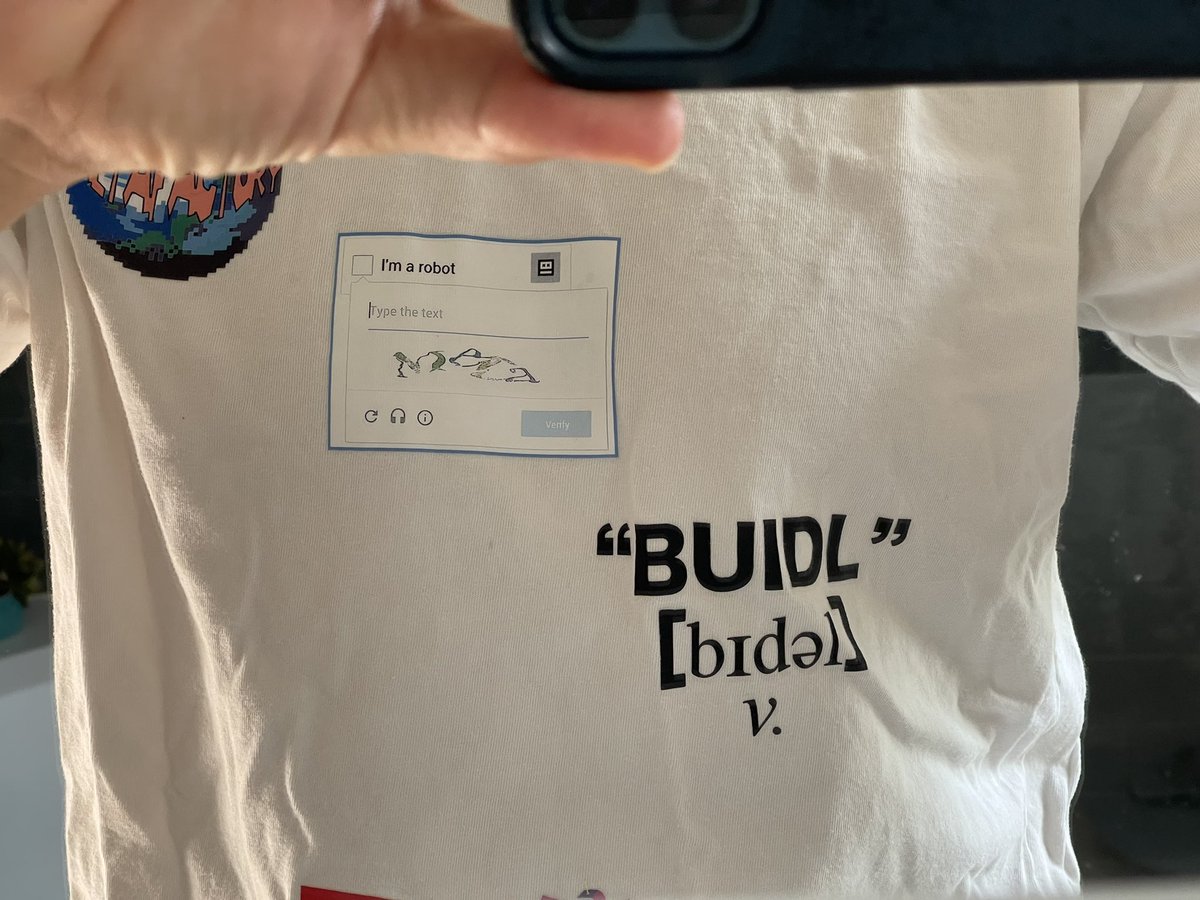 I'm a robot
Type the text
Verify
“BUIDL”
[bɪdəl]
v.